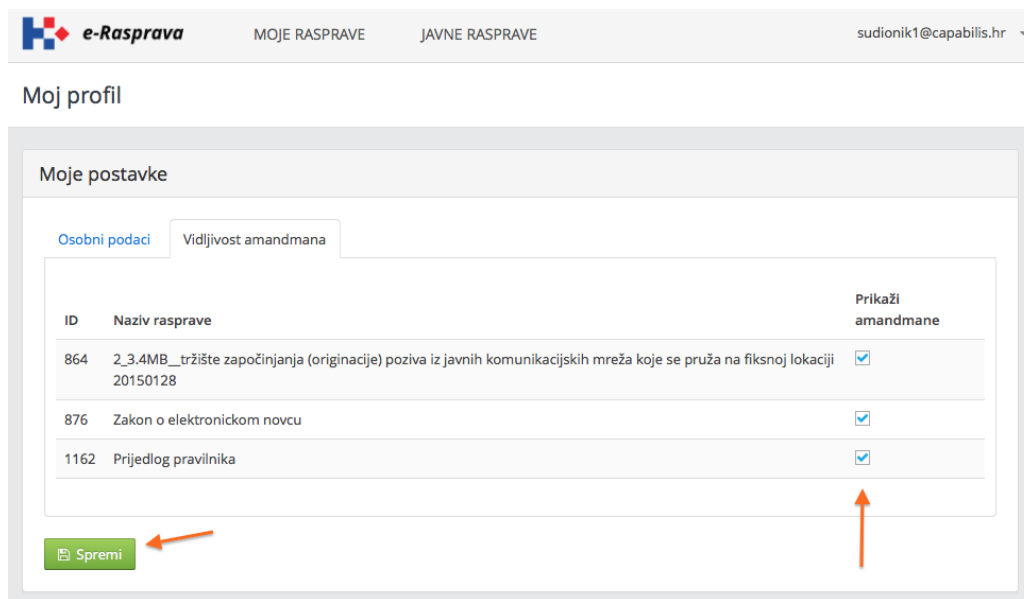 e-Rasprava MOJE RASPRAVE JAVNE RASPRAVE sudionik1@capabilis.hr
Moj profil
Moje postavke
Osobni podaci Vidljivost amandmana
ID Naziv rasprave Prikaži amandmane
864 2_3.4MB__tržište započinjanja (originacije) poziva iz javnih komunikacijskih mreža koje se pruža na fiksnoj lokaciji
20150128
876 Zakon o elektronickom novcu
1162 Prijedlog pravilnika
Spremi